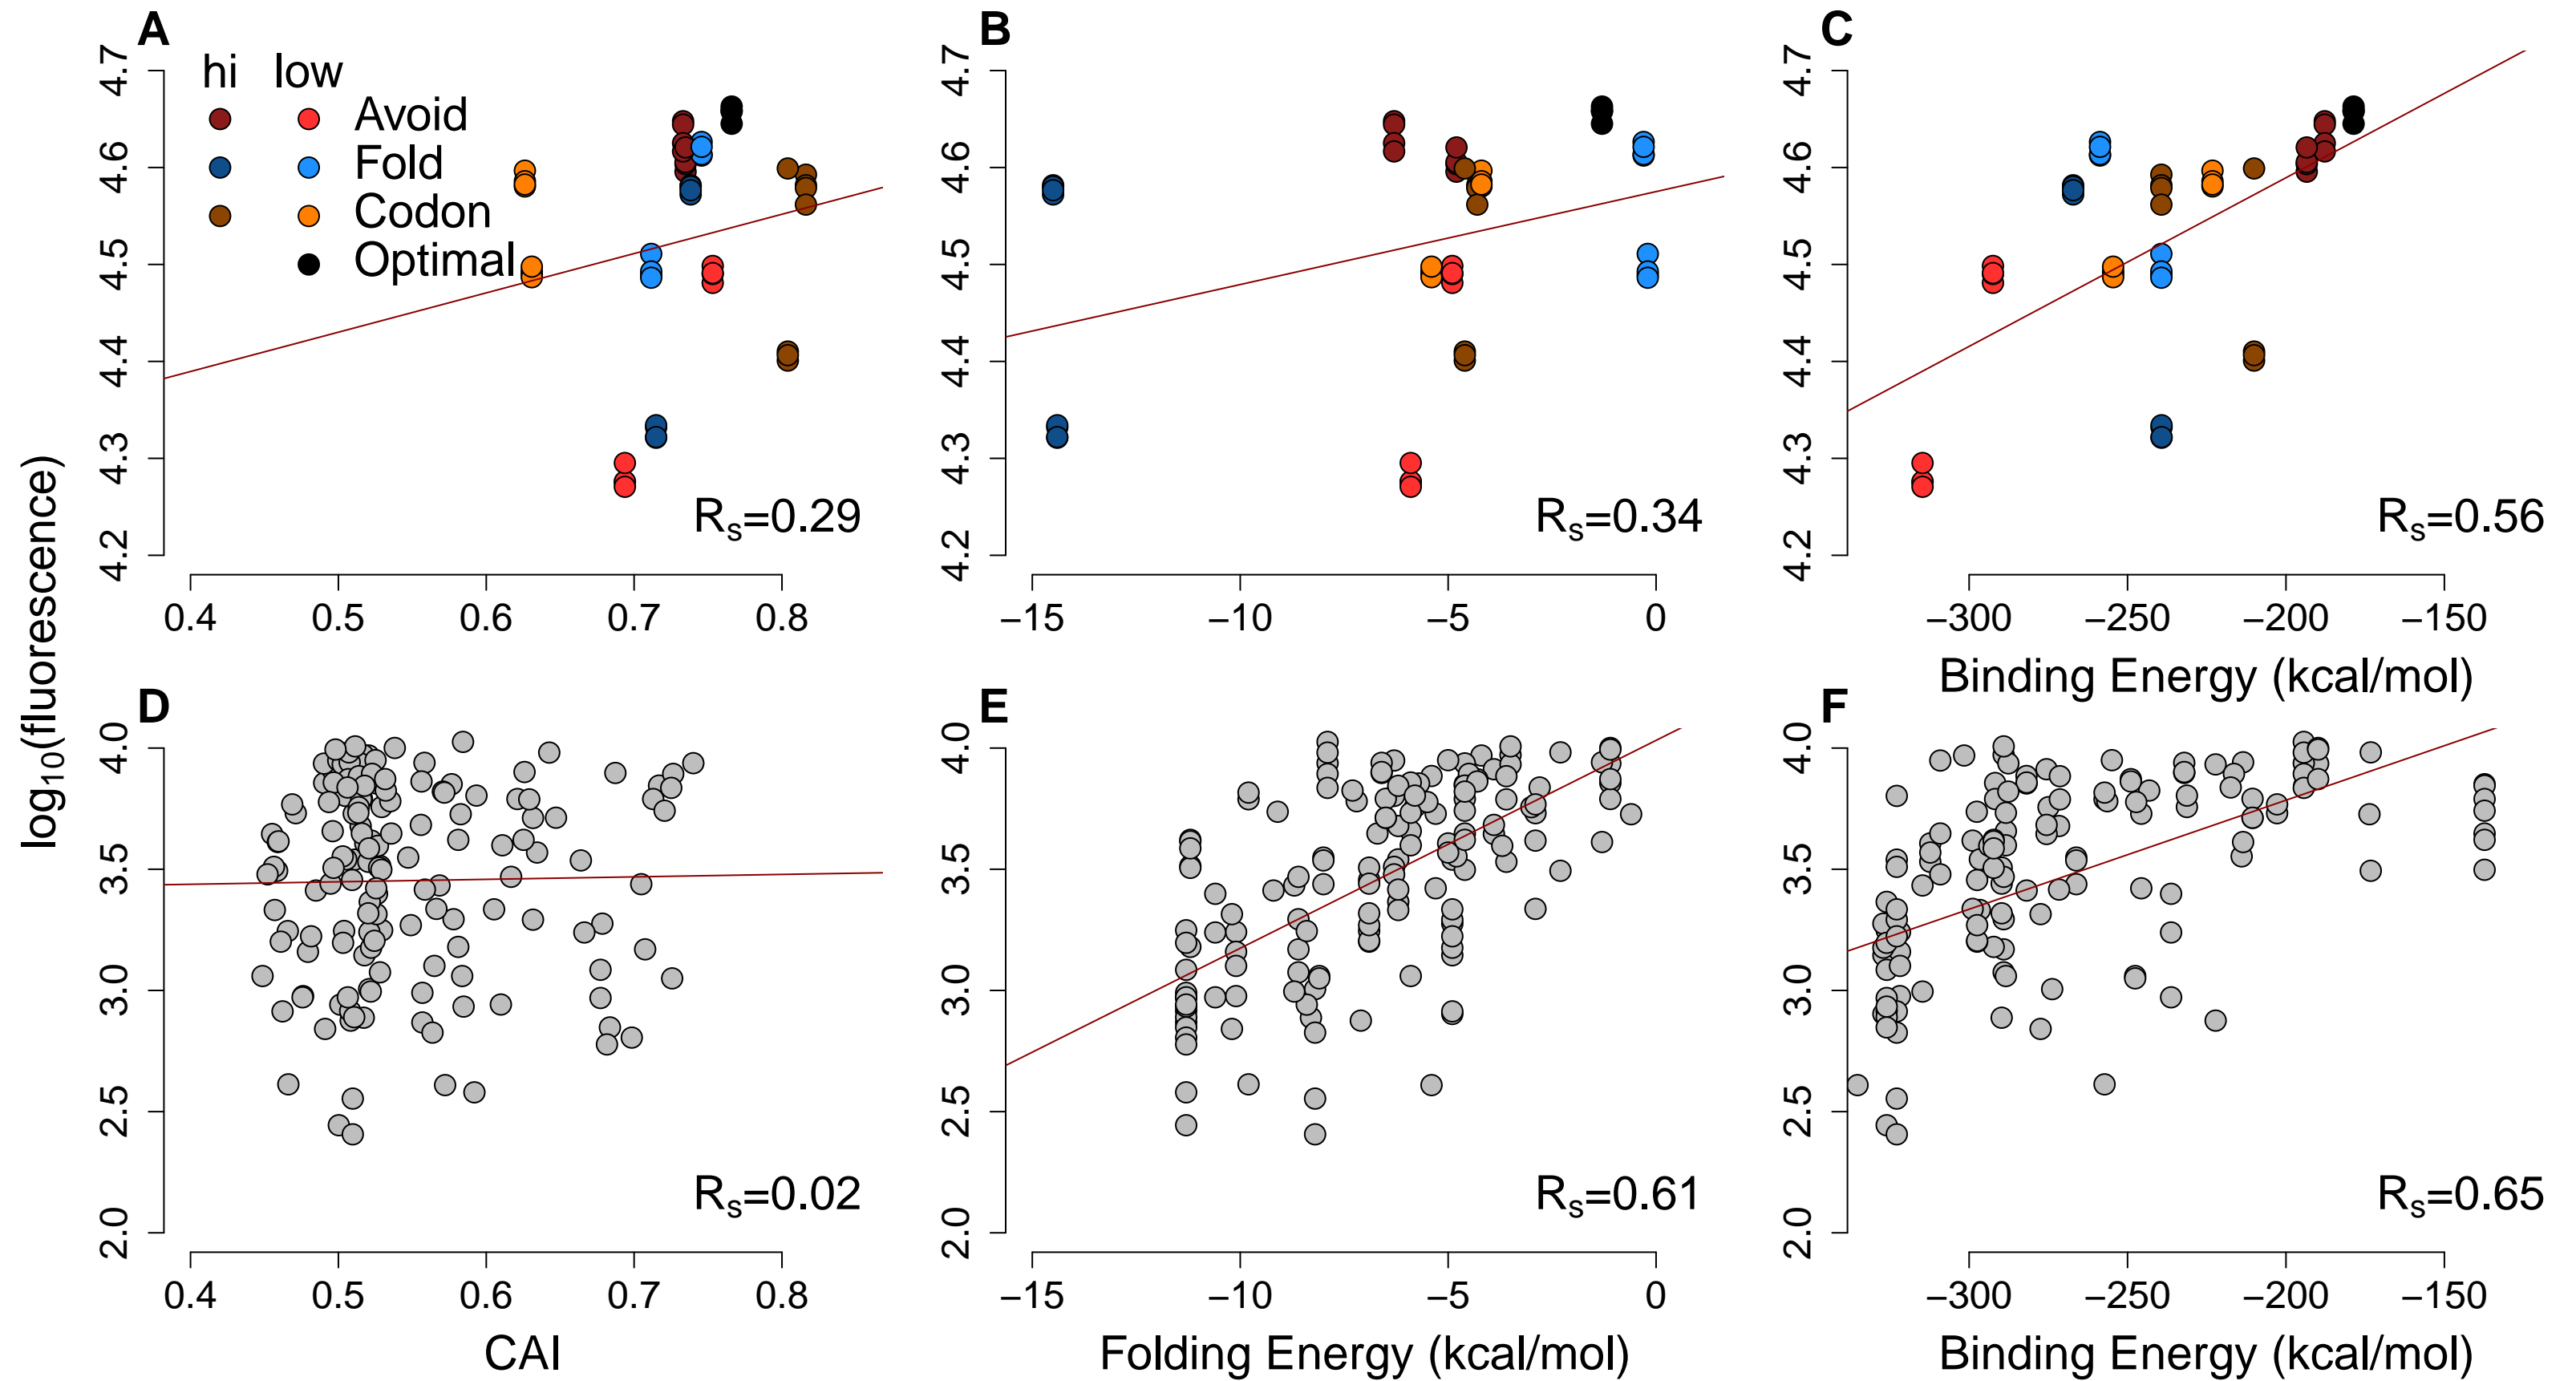 A
B
C
hi low
Avoid
Fold
Codon
Optimal
4.7
4.6
4.5
4.4
4.3
4.2
Rs=0.29
0.4 0.5 0.6 0.7 0.8
4.7
4.6
4.5
4.4
4.3
4.2
Rs=0.34
−15 −10 −5 0
4.7
4.6
4.5
4.4
4.3
4.2
Rs=0.56
−300 −250 −200 −150
Binding Energy (kcal/mol)
log10(fluorescence)
D
E
F
4.0
3.5
3.0
2.5
2.0
Rs=0.02
0.4 0.5 0.6 0.7 0.8
CAI
4.0
3.5
3.0
2.5
2.0
Rs=0.61
−15 −10 −5 0
Folding Energy (kcal/mol)
4.0
3.5
3.0
2.5
2.0
Rs=0.65
−300 −250 −200 −150
Binding Energy (kcal/mol)